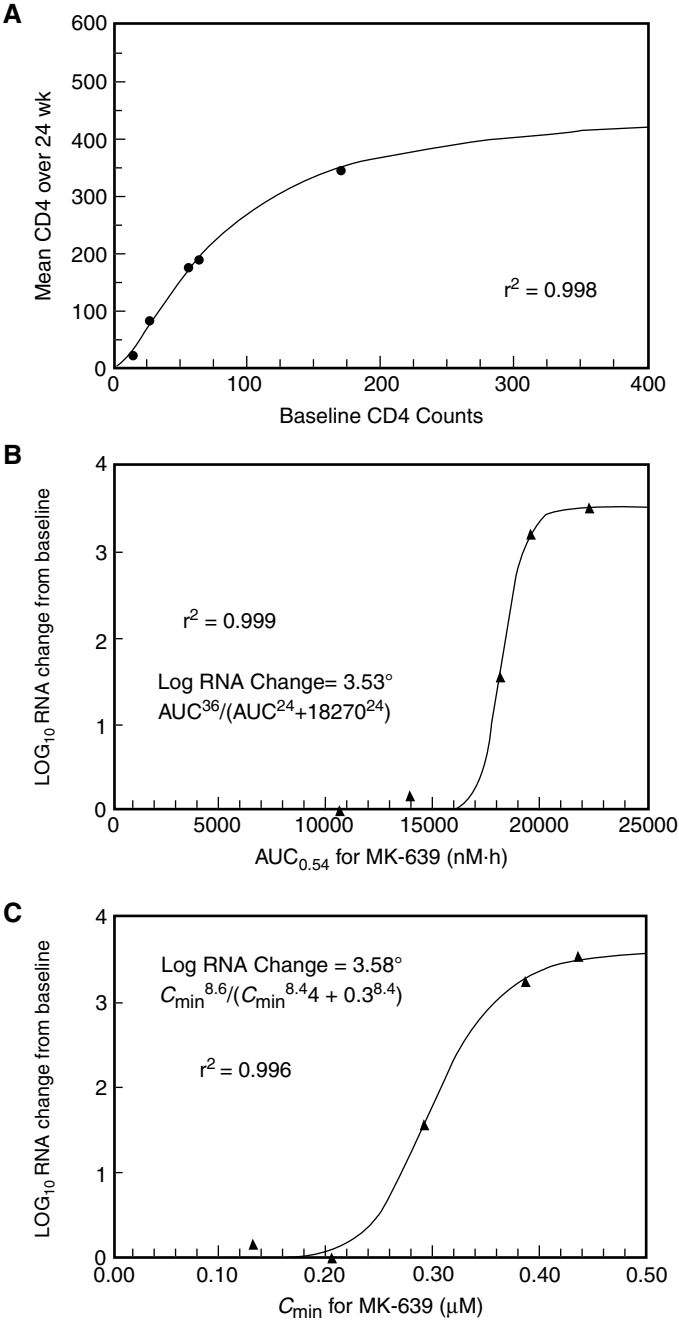 A
600
500
400
300
200
100
0
Mean CD4 over 24 wk
r² = 0.998
0 100 200 300 400
Baseline CD4 Counts
B
4
3
2
1
0
LOG₁₀ RNA change from baseline
r² = 0.999
Log RNA Change= 3.53°
AUC³⁶/(AUC²⁴+18270²⁴)
0 5000 10000 15000 20000 25000
AUC₀.₅₄ for MK-639 (nM·h)
C
4
3
2
1
0
LOG₁₀ RNA change from baseline
Log RNA Change = 3.58°
Cmin⁸·⁶/(Cmin⁸·⁴4 + 0.3⁸·⁴)
r² = 0.996
0.00 0.10 0.20 0.30 0.40 0.50
Cmin for MK-639 (μM)